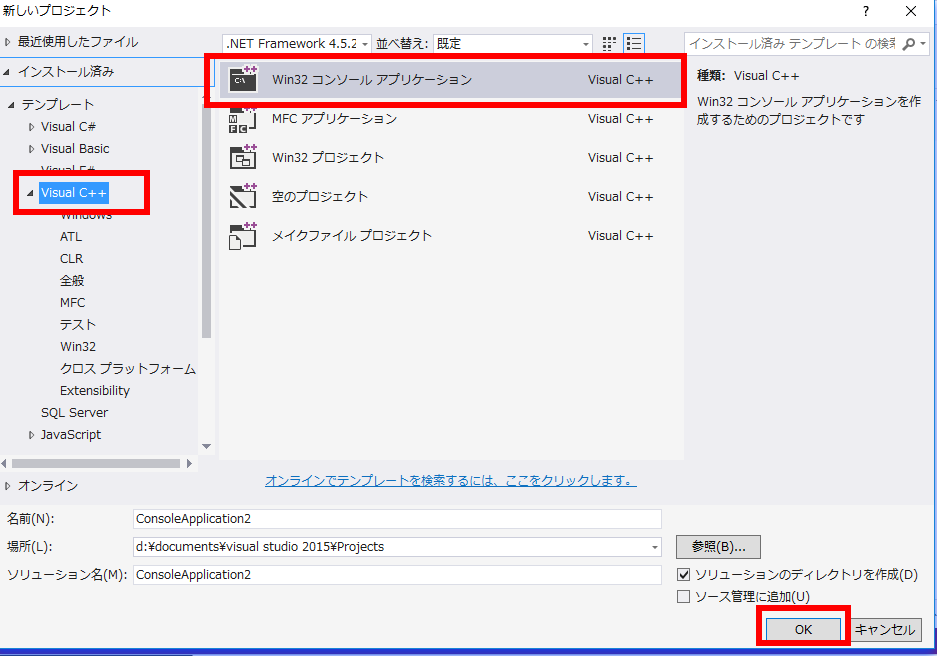 新しいプロジェクト
? ×
最近使用したファイル
.NET Framework 4.5.2 並べ替え: 既定
インストール済み テンプレート の検索
インストール済み
テンプレート
Visual C#
Visual Basic
Visual F#
Visual C++
Windows
ATL
CLR
全般
MFC
テスト
Win32
クロス プラットフォーム
Extensibility
SQL Server
JavaScript
オンライン
Win32 コンソール アプリケーション Visual C++
MFC アプリケーション Visual C++
Win32 プロジェクト Visual C++
空のプロジェクト Visual C++
メイクファイル プロジェクト Visual C++
種類: Visual C++
Win32 コンソール アプリケーションを作
成するためのプロジェクトです
オンラインでテンプレートを検索するには、ここをクリックします。
名前(N): ConsoleApplication2
場所(L): d:¥documents¥visual studio 2015¥Projects 参照(B)...
ソリューション名(M): ConsoleApplication2
ソリューションのディレクトリを作成(D)
ソース管理に追加(U)
OK キャンセル